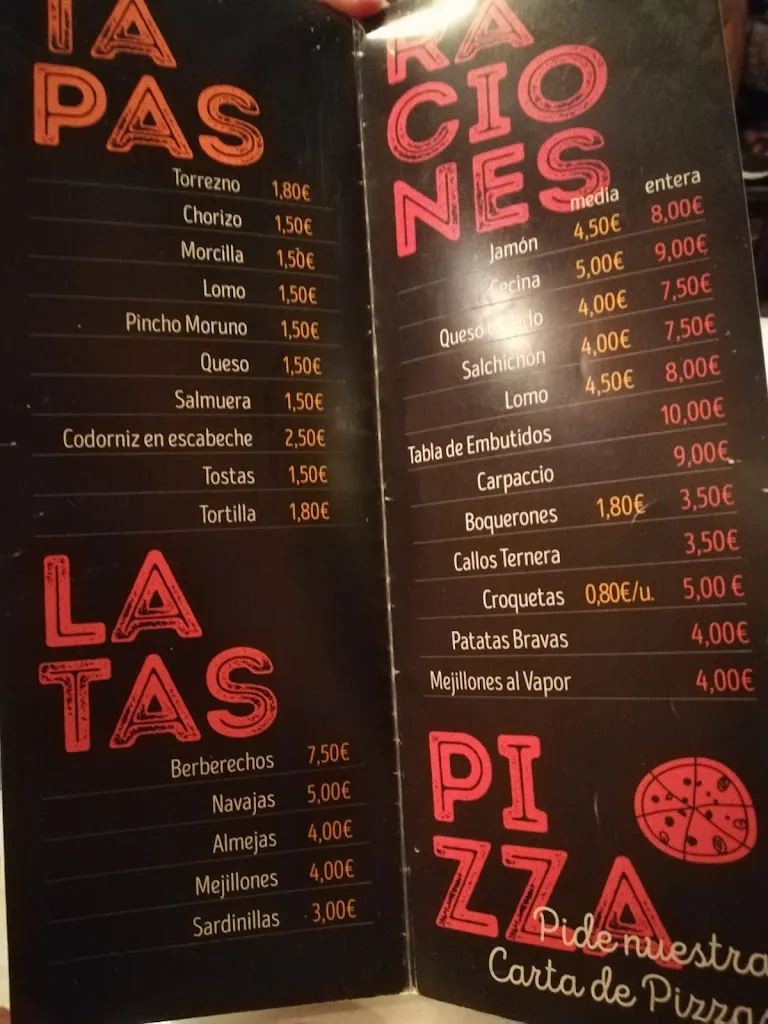 TA
PAS
Torrezno 1,80€
Chorizo 1,50€
Morcilla 1,50€
Lomo 1,50€
Pincho Moruno 1,50€
Queso 1,50€
Salmuera 1,50€
Codorniz en escabeche 2,50€
Tostas 1,50€
Tortilla 1,80€
LA
TAS
Berberechos 7,50€
Navajas 5,00€
Almejas 4,00€
Mejillones 4,00€
Sardinillas 3,00€
RA
CIO
NES
media entera
Jamón 4,50€ 8,00€
Cecina 5,00€ 9,00€
Queso 4,00€ 7,50€
Salchichón 4,00€ 7,50€
Lomo 4,50€ 8,00€
Tabla de Embutidos 10,00€
Carpaccio 9,00€
Boquerones 1,80€ 3,50€
Callos Ternera 3,50€
Croquetas 0,80€/u. 5,00 €
Patatas Bravas 4,00€
Mejillones al Vapor 4,00€
PI
ZZA
Pide nuestra
Carta de Pizzas